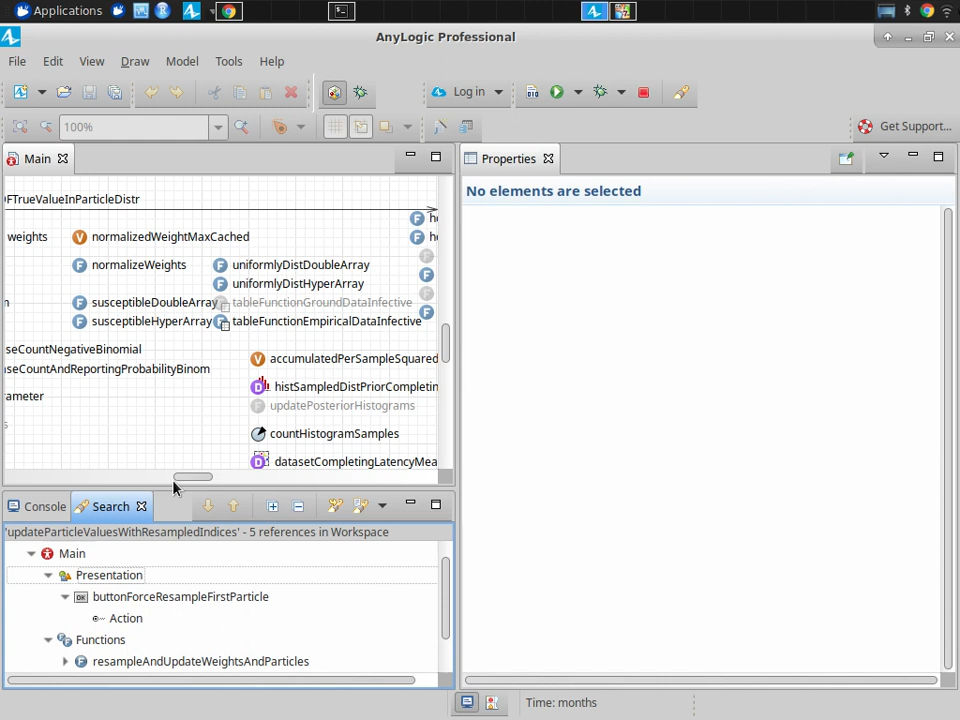 Applications
AnyLogic Professional
File Edit View Draw Model Tools Help
Log in
100%
Get Support...
Main
Properties
No elements are selected
FTrueValueInParticleDistr
weights normalizedWeightMaxCached
normalizeWeights uniformlyDistDoubleArray
uniformlyDistHyperArray
susceptibleDoubleArray tableFunctionGroundDataInfective
susceptibleHyperArray tableFunctionEmpiricalDataInfective
seCountNegativeBinomial
accumulatedPerSampleSquared
aseCountAndReportingProbabilityBinom
histSampledDistPriorCompletin
rameter
updatePosteriorHistograms
countHistogramSamples
datasetCompletingLatencyMea
Console Search
'updateParticleValuesWithResampledIndices' - 5 references in Workspace
Main
Presentation
buttonForceResampleFirstParticle
Action
Functions
resampleAndUpdateWeightsAndParticles
Time: months